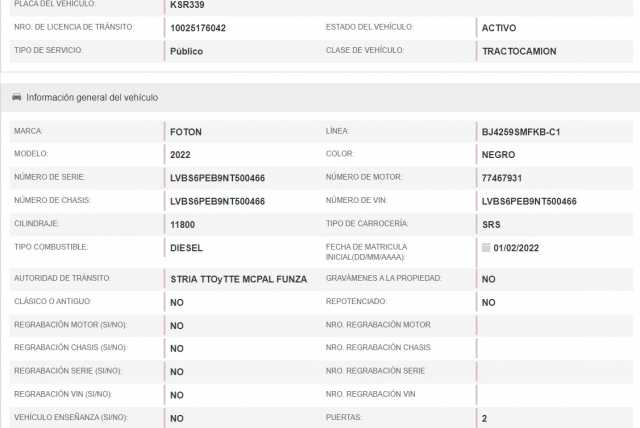 PLACA DEL VEHÍCULO: KSR339
NRO. DE LICENCIA DE TRÁNSITO: 10025176042 ESTADO DEL VEHÍCULO: ACTIVO
TIPO DE SERVICIO: Público CLASE DE VEHÍCULO: TRACTOCAMION
Información general del vehículo
MARCA: FOTON LÍNEA: BJ4259SMFKB-C1
MODELO: 2022 COLOR: NEGRO
NÚMERO DE SERIE: LVBS6PEB9NT500466 NÚMERO DE MOTOR: 77467931
NÚMERO DE CHASIS: LVBS6PEB9NT500466 NÚMERO DE VIN: LVBS6PEB9NT500466
CILINDRAJE: 11800 TIPO DE CARROCERÍA: SRS
TIPO COMBUSTIBLE: DIESEL FECHA DE MATRICULA INICIAL(DD/MM/AAAA): 01/02/2022
AUTORIDAD DE TRÁNSITO: STRIA TTOyTTE MCPAL FUNZA GRAVÁMENES A LA PROPIEDAD: NO
CLÁSICO O ANTIGUO: NO REPOTENCIADO: NO
REGRABACIÓN MOTOR (SI/NO): NO NRO. REGRABACIÓN MOTOR
REGRABACIÓN CHASIS (SI/NO): NO NRO. REGRABACIÓN CHASIS
REGRABACIÓN SERIE (SI/NO): NO NRO. REGRABACIÓN SERIE
REGRABACIÓN VIN (SI/NO): NO NRO. REGRABACIÓN VIN
VEHÍCULO ENSEÑANZA (SI/NO): NO PUERTAS: 2